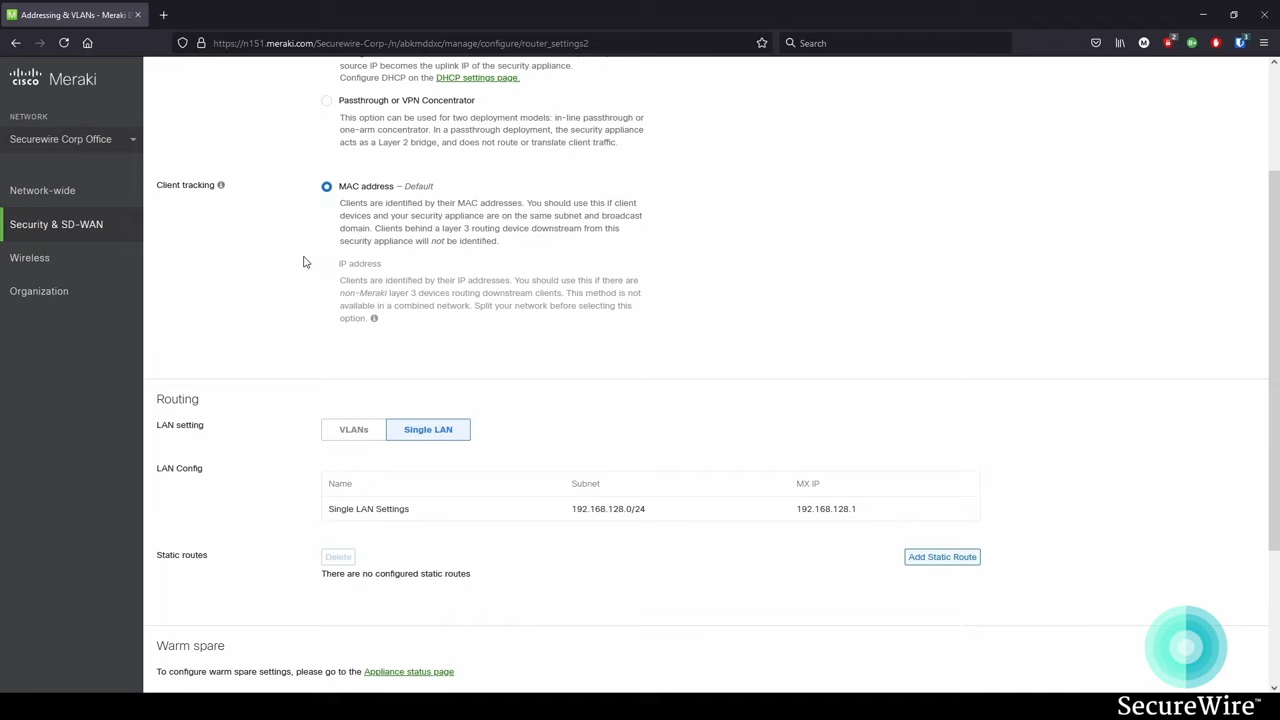 Addressing & VLANs - Meraki D
https://n151.meraki.com/Securewire-Corp-/n/abkmddxc/manage/configure/router_settings2
Search
2
8+
3
CISCO Meraki
NETWORK
Securewire Corp Office
Network-wide
Security & SD-WAN
Wireless
Organization
source IP becomes the uplink IP of the security appliance.
Configure DHCP on the DHCP settings page.
Passthrough or VPN Concentrator
This option can be used for two deployment models: in-line passthrough or
one-arm concentrator. In a passthrough deployment, the security appliance
acts as a Layer 2 bridge, and does not route or translate client traffic.
Client tracking
MAC address – Default
Clients are identified by their MAC addresses. You should use this if client
devices and your security appliance are on the same subnet and broadcast
domain. Clients behind a layer 3 routing device downstream from this
security appliance will not be identified.
IP address
Clients are identified by their IP addresses. You should use this if there are
non-Meraki layer 3 devices routing downstream clients. This method is not
available in a combined network. Split your network before selecting this
option.
Routing
LAN setting
VLANs Single LAN
LAN Config
Name Subnet MX IP
Single LAN Settings 192.168.128.0/24 192.168.128.1
Static routes
Delete Add Static Route
There are no configured static routes
Warm spare
To configure warm spare settings, please go to the Appliance status page
SecureWire™